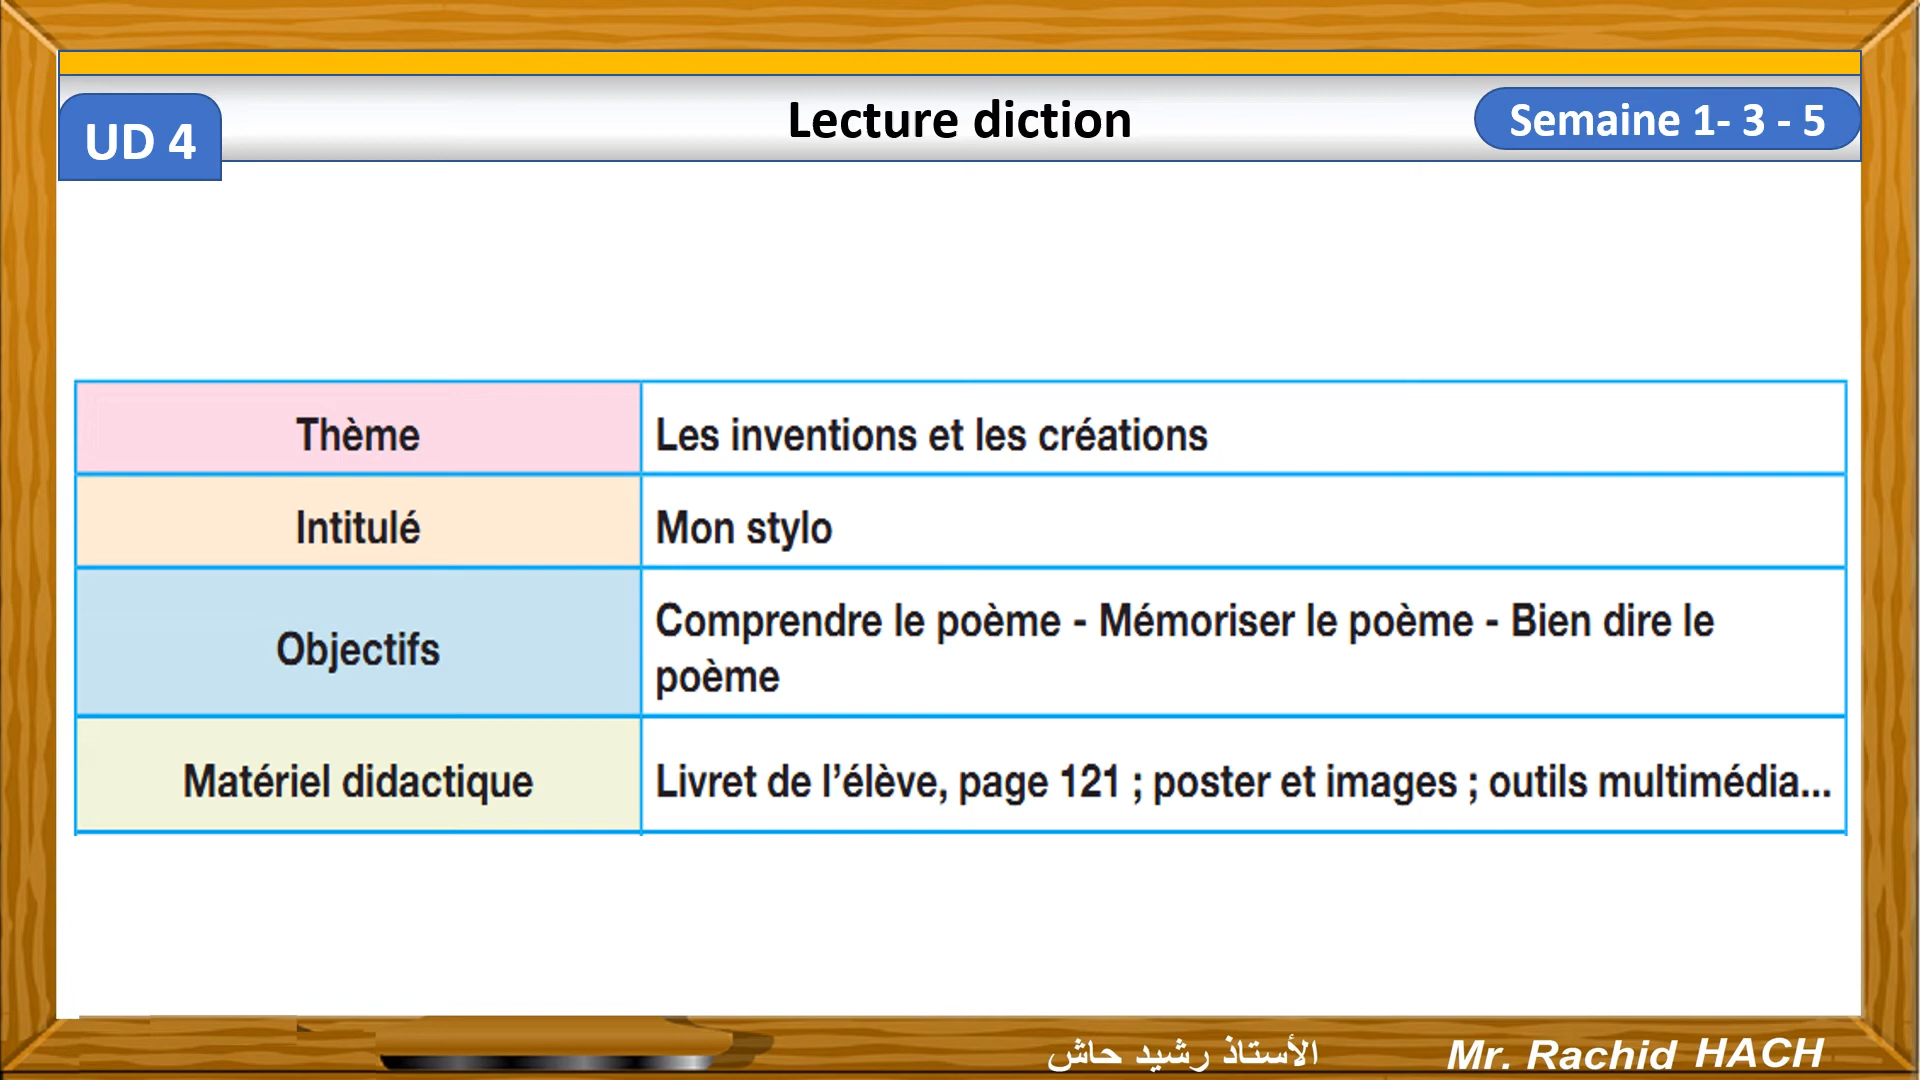 UD 4
Lecture diction
Semaine 1- 3 - 5
Thème
Les inventions et les créations
Intitulé
Mon stylo
Objectifs
Comprendre le poème - Mémoriser le poème - Bien dire le
poème
Matériel didactique
Livret de l’élève, page 121 ; poster et images ; outils multimédia...
الأستاذ رشيد حاش
Mr. Rachid HACH